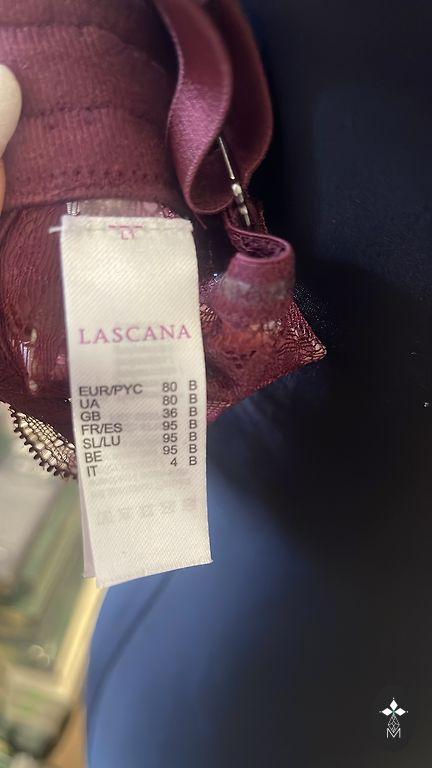 LASCANA
EUR/PYC 80 B
UA 80 B
GB 36 B
FR/ES 95 B
SL/LU 95 B
BE 95 B
IT 4 B
M